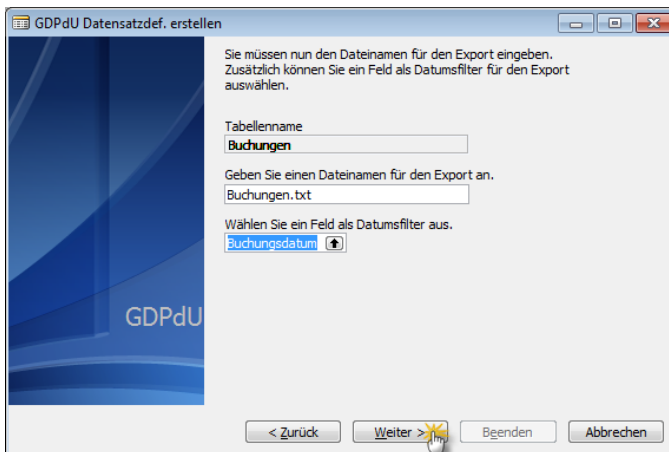 GDPdU Datensatzdef. erstellen
Sie müssen nun den Dateinamen für den Export eingeben.
Zusätzlich können Sie ein Feld als Datumsfilter für den Export
auswählen.
Tabellenname
Buchungen
Geben Sie einen Dateinamen für den Export an.
Buchungen.txt
Wählen Sie ein Feld als Datumsfilter aus.
Buchungsdatum
GDPdU
< Zurück Weiter > Beenden Abbrechen